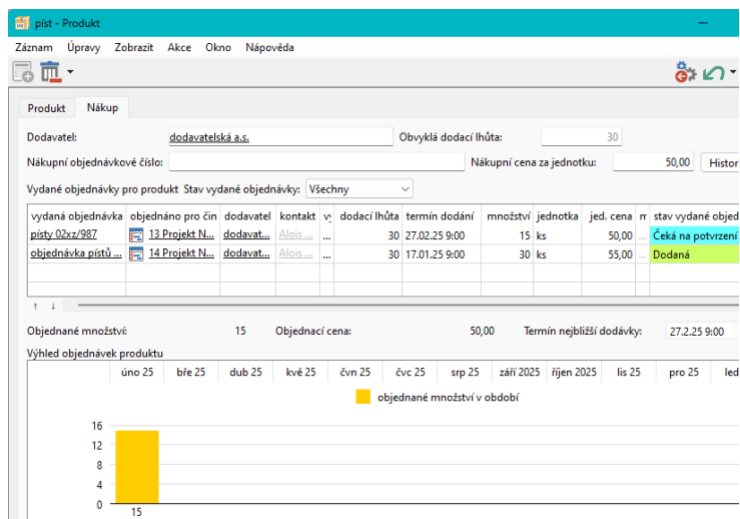 píst - Produkt
Záznam Úpravy Zobrazit Akce Okno Nápověda
Produkt Nákup
Dodavatel: dodavatelská a.s. Obvyklá dodací lhůta: 30
Nákupní objednávkové číslo: Nákupní cena za jednotku: 50,00 Histor
Vydané objednávky pro produkt Stav vydané objednávky: Všechny
vydaná objednávka objednáno pro čin dodavatel kontakt vy dodací lhůta termín dodání množství jednotka jed. cena m stav vydané objed
písty 02xz/987 13 Projekt N... dodavat... Alois ... ... 30 27.02.25 9:00 15 ks 50,00 ... Čeká na potvrzení
objednávka pístů ... 14 Projekt N... dodavat... Alois ... ... 30 17.01.25 9:00 30 ks 55,00 ... Dodaná
Objednané množství: 15 Objednací cena: 50,00 Termín nejbližší dodávky: 27.2.25 9:00
Výhled objednávek produktu
úno 25 bře 25 dub 25 kvě 25 čvn 25 čvc 25 srp 25 září 2025 říjen 2025 lis 25 pro 25 led
objednané množství v období
16
12
8
4
0
15